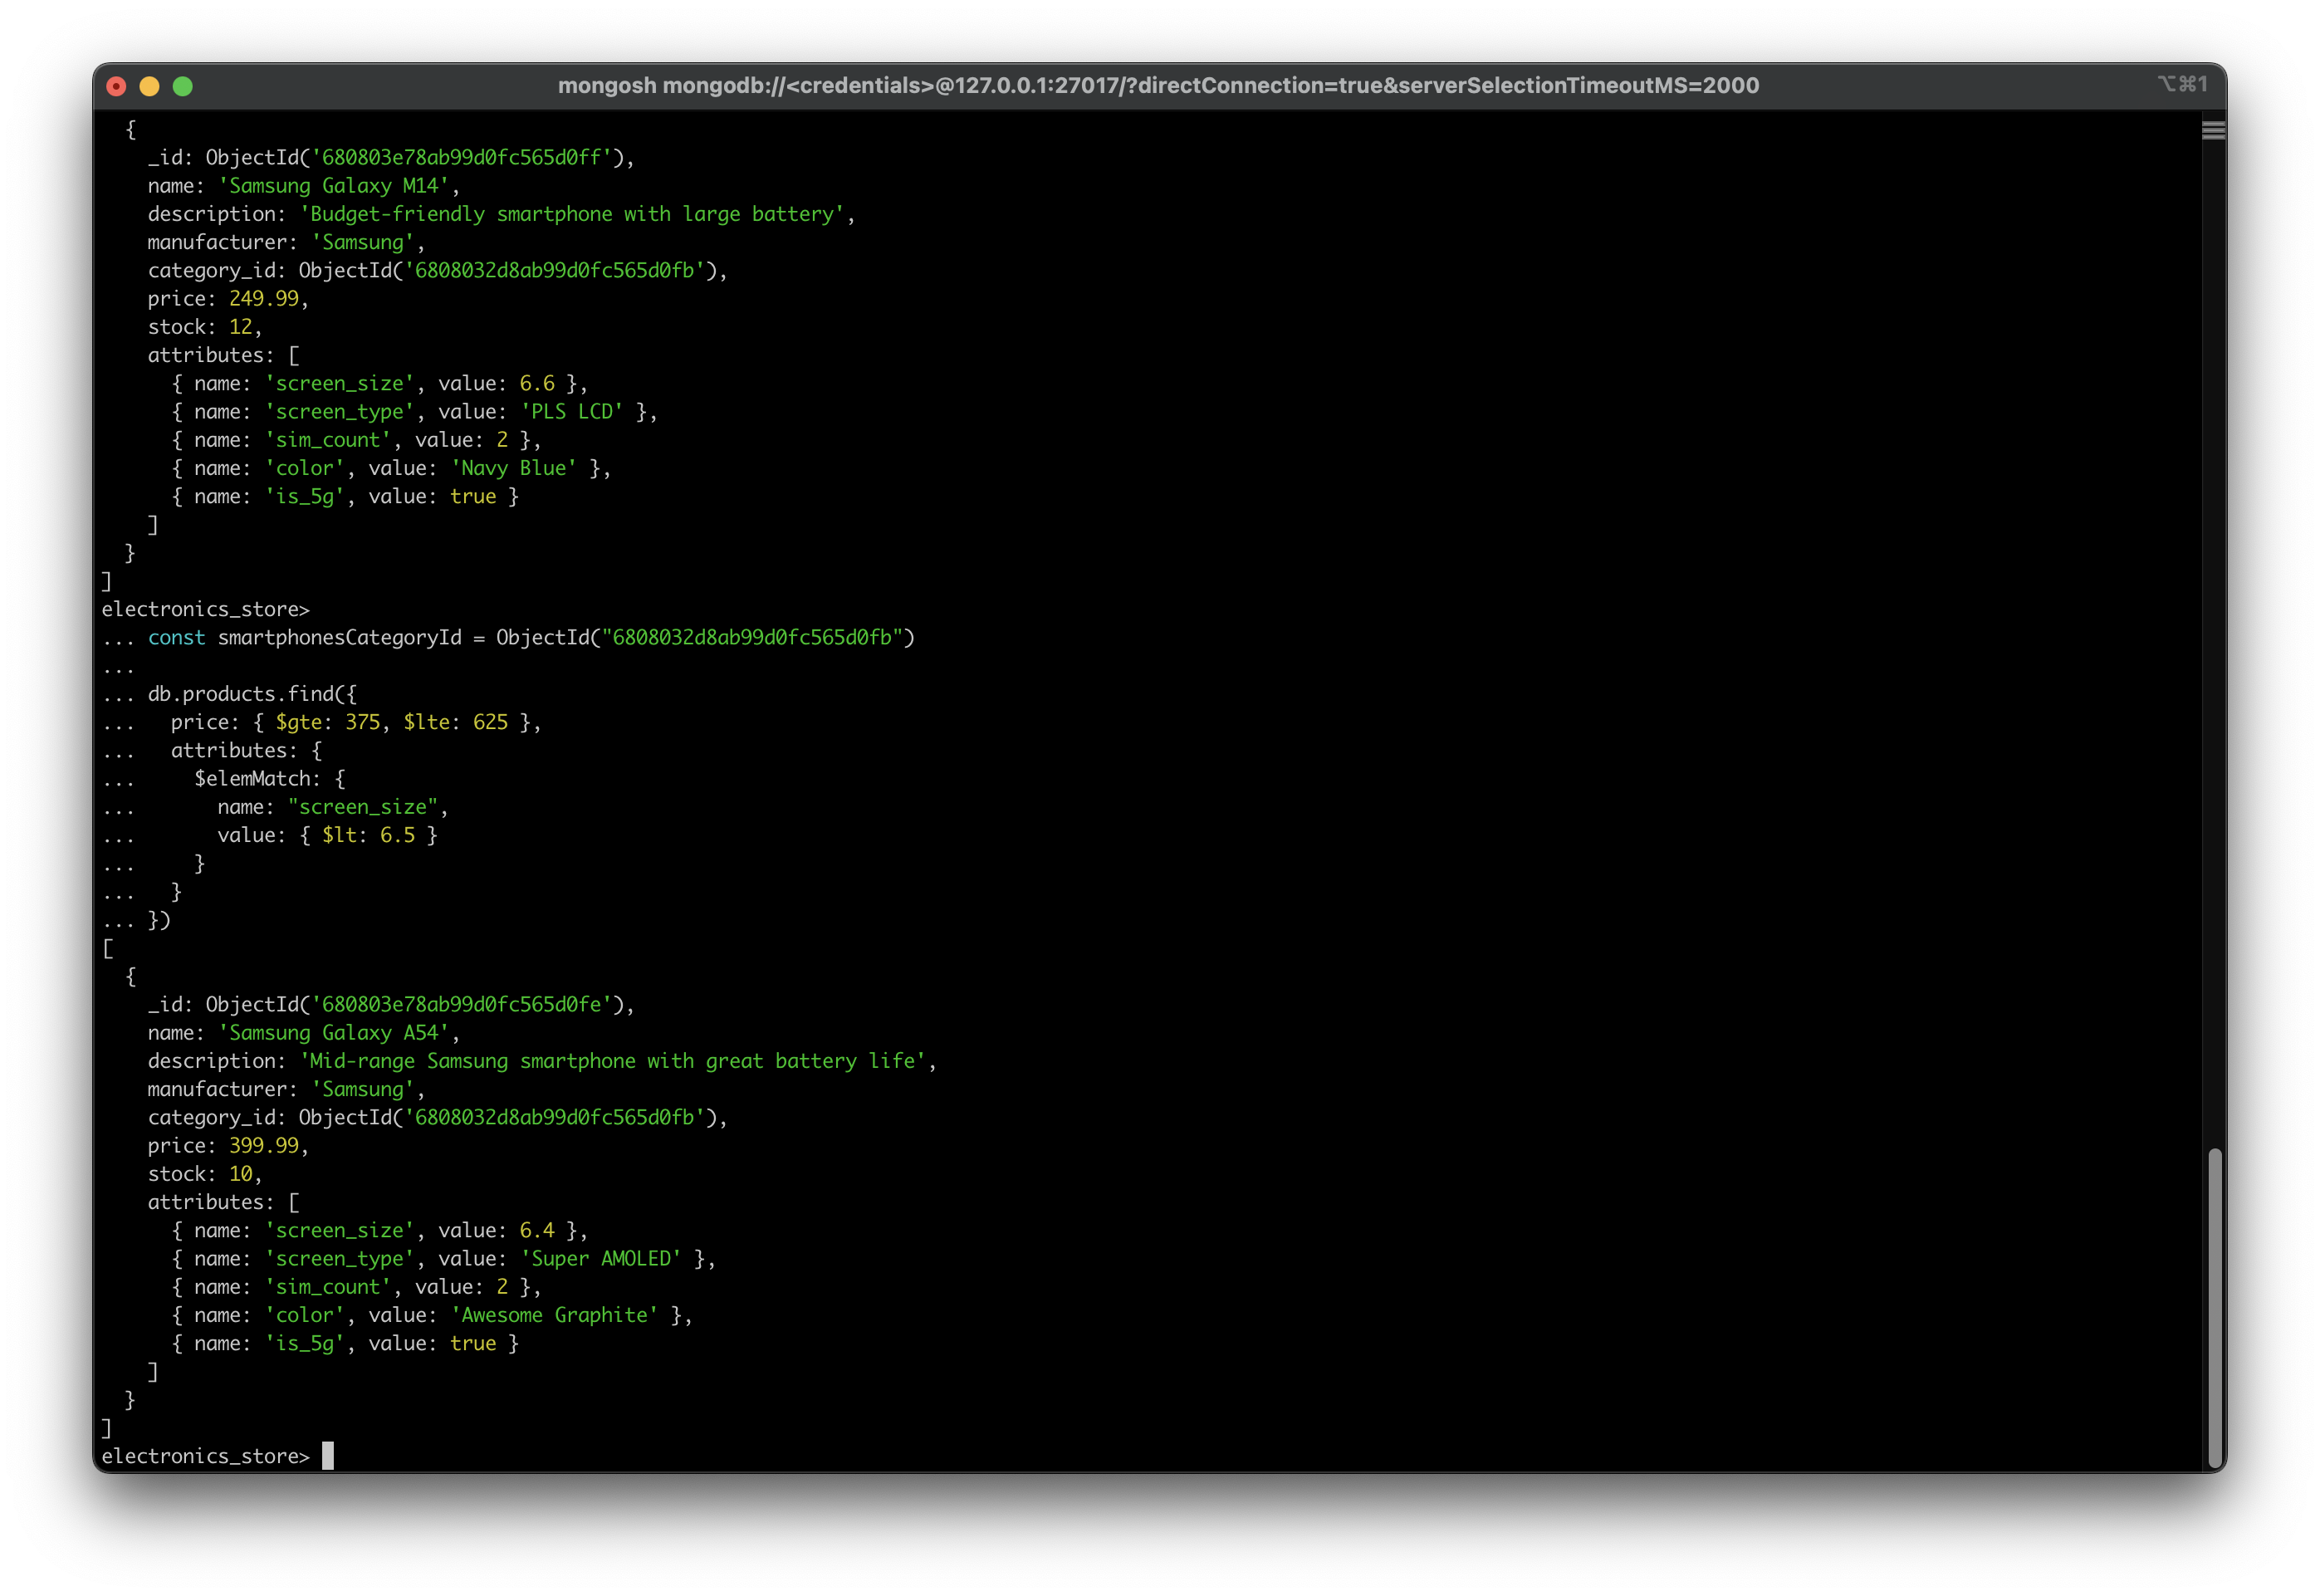 mongosh mongodb://<credentials>@127.0.0.1:27017/?directConnection=true&serverSelectionTimeoutMS=2000
⌥⌘1
  {
    _id: ObjectId('680803e78ab99d0fc565d0ff'),
    name: 'Samsung Galaxy M14',
    description: 'Budget-friendly smartphone with large battery',
    manufacturer: 'Samsung',
    category_id: ObjectId('6808032d8ab99d0fc565d0fb'),
    price: 249.99,
    stock: 12,
    attributes: [
      { name: 'screen_size', value: 6.6 },
      { name: 'screen_type', value: 'PLS LCD' },
      { name: 'sim_count', value: 2 },
      { name: 'color', value: 'Navy Blue' },
      { name: 'is_5g', value: true }
    ]
  }
]
electronics_store>
... const smartphonesCategoryId = ObjectId("6808032d8ab99d0fc565d0fb")
...
... db.products.find({
...   price: { $gte: 375, $lte: 625 },
...   attributes: {
...     $elemMatch: {
...       name: "screen_size",
...       value: { $lt: 6.5 }
...     }
...   }
... })
[
  {
    _id: ObjectId('680803e78ab99d0fc565d0fe'),
    name: 'Samsung Galaxy A54',
    description: 'Mid-range Samsung smartphone with great battery life',
    manufacturer: 'Samsung',
    category_id: ObjectId('6808032d8ab99d0fc565d0fb'),
    price: 399.99,
    stock: 10,
    attributes: [
      { name: 'screen_size', value: 6.4 },
      { name: 'screen_type', value: 'Super AMOLED' },
      { name: 'sim_count', value: 2 },
      { name: 'color', value: 'Awesome Graphite' },
      { name: 'is_5g', value: true }
    ]
  }
]
electronics_store>